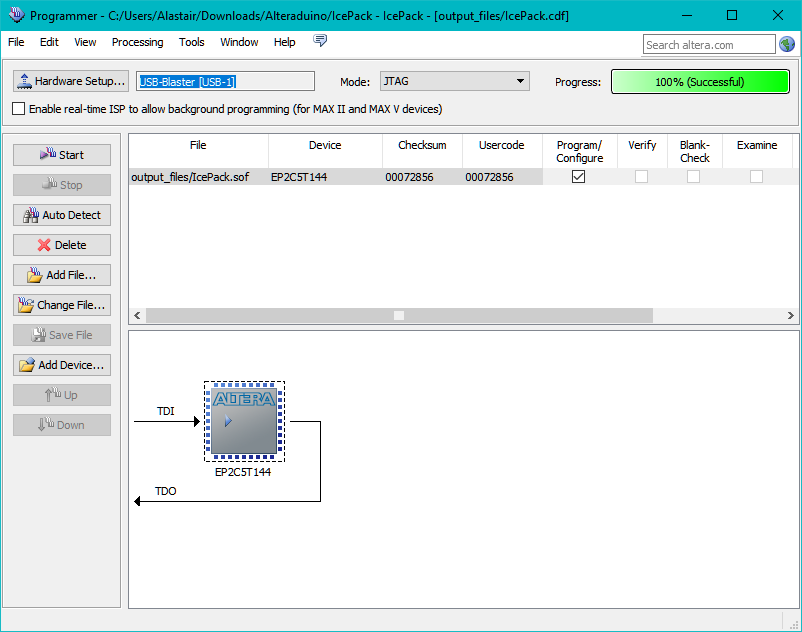 Programmer - C:/Users/Alastair/Downloads/Alteraduino/IcePack - IcePack - [output_files/IcePack.cdf]
File Edit View Processing Tools Window Help
Search altera.com
Hardware Setup... USB-Blaster [USB-1] Mode: JTAG Progress: 100% (Successful)
Enable real-time ISP to allow background programming (for MAX II and MAX V devices)
Start
Stop
Auto Detect
Delete
Add File...
Change File...
Save File
Add Device...
Up
Down
File Device Checksum Usercode Program/ Verify Blank- Examine
Configure Check
output_files/IcePack.sof EP2C5T144 00072856 00072856
TDI
ALTERA
EP2C5T144
TDO